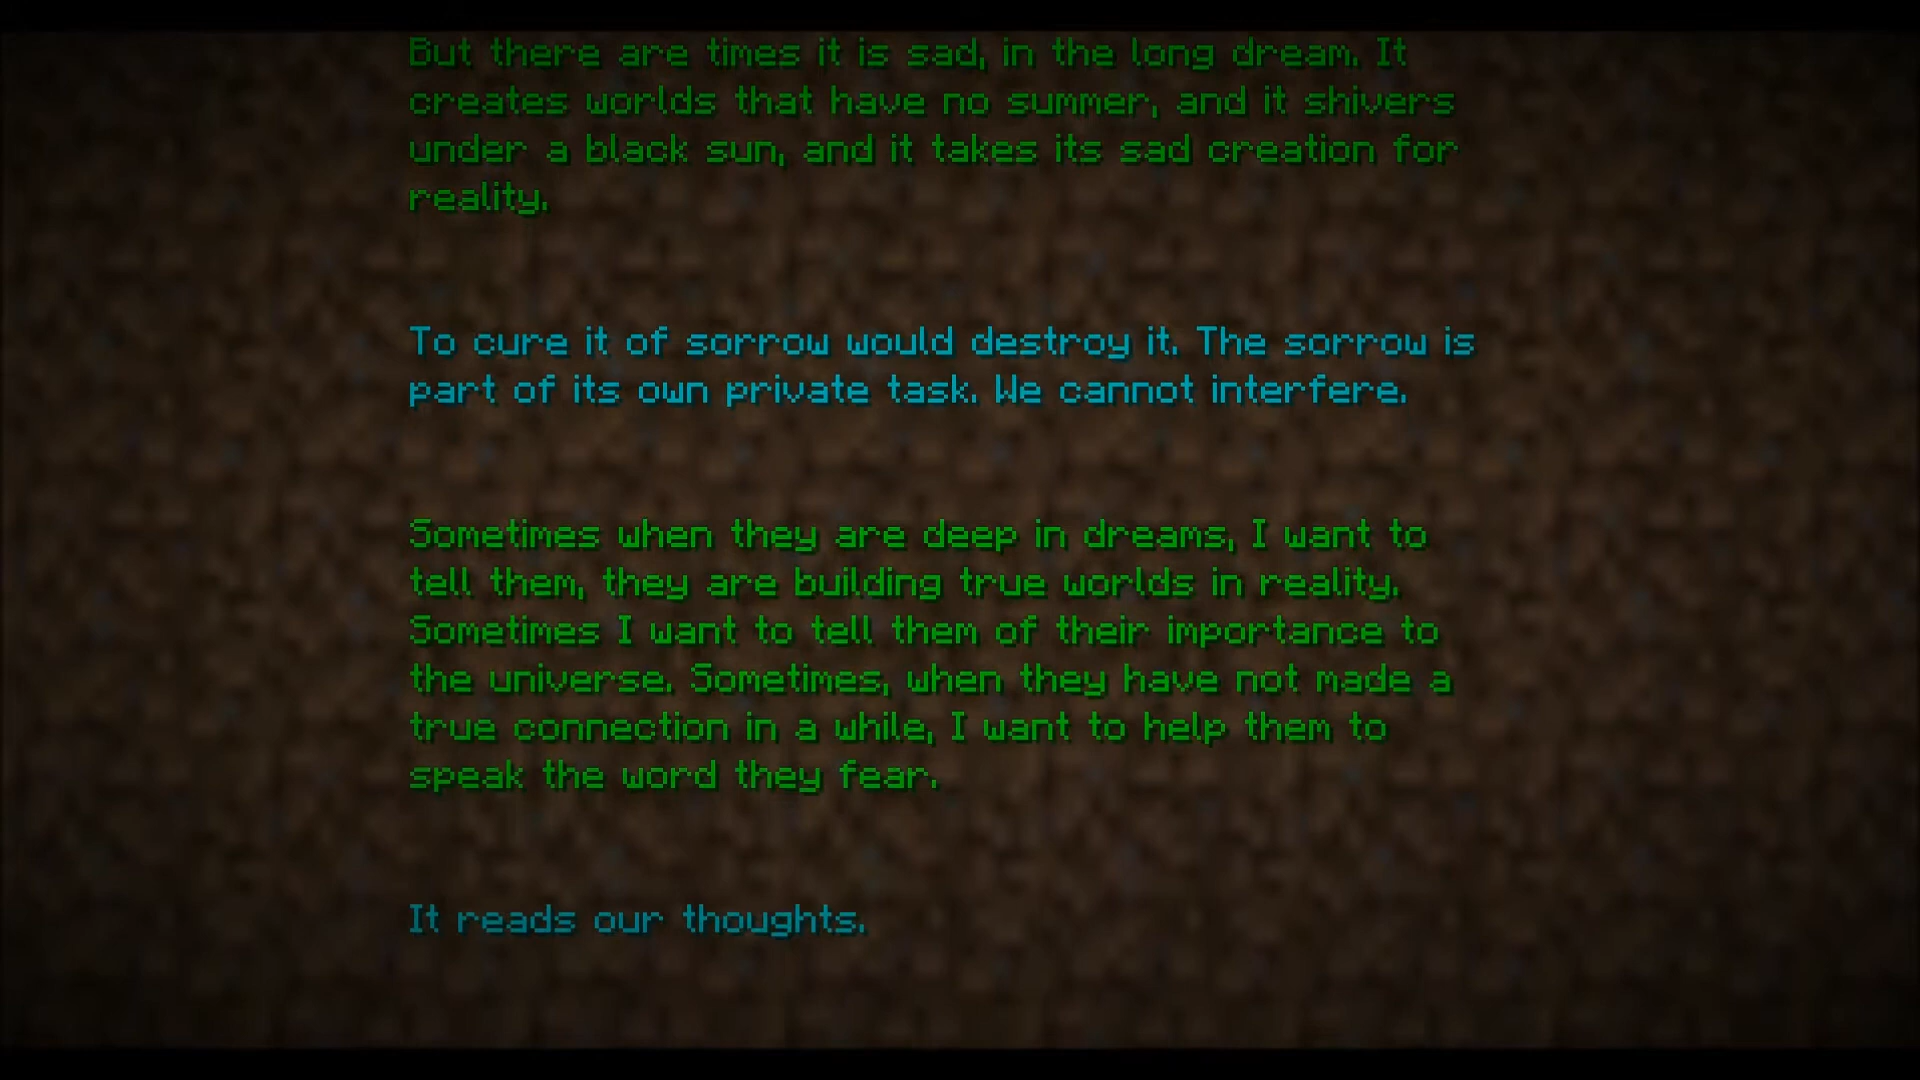 But there are times it is sad, in the long dream. It
creates worlds that have no summer, and it shivers
under a black sun, and it takes its sad creation for
reality.
To cure it of sorrow would destroy it. The sorrow is
part of its own private task. We cannot interfere.
Sometimes when they are deep in dreams, I want to
tell them, they are building true worlds in reality.
Sometimes I want to tell them of their importance to
the universe. Sometimes, when they have not made a
true connection in a while, I want to help them to
speak the word they fear.
It reads our thoughts.